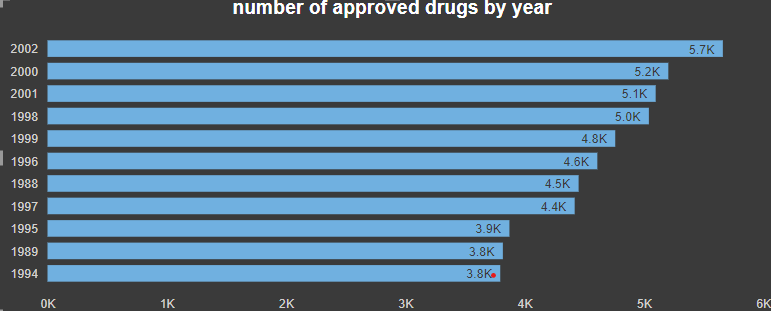 number of approved drugs by year
2002 5.7K
2000 5.2K
2001 5.1K
1998 5.0K
1999 4.8K
1996 4.6K
1988 4.5K
1997 4.4K
1995 3.9K
1989 3.8K
1994 3.8K
0K 1K 2K 3K 4K 5K 6K